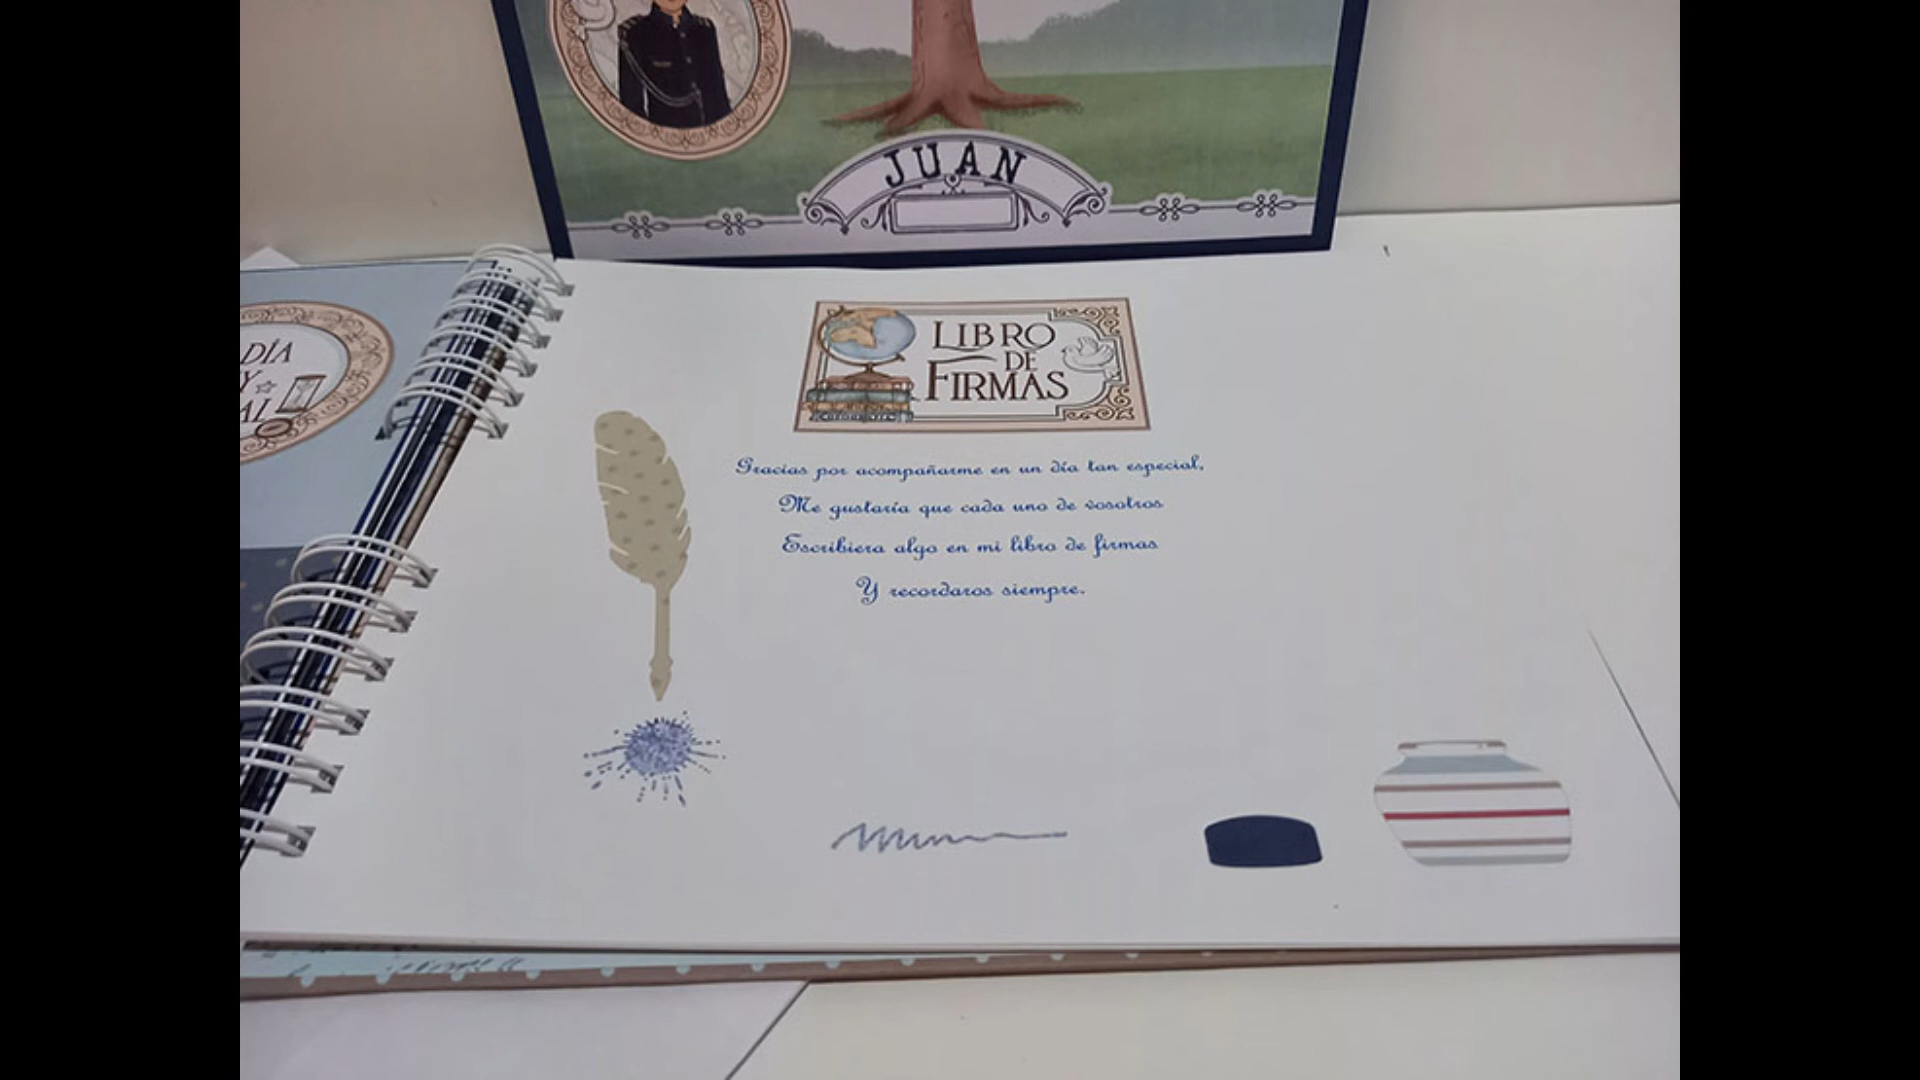 JUAN
DÍA
Y
AL
LIBRO
DE
FIRMAS
Gracias por acompañarme en un día tan especial,
Me gustaría que cada uno de vosotros
Escribiera algo en mi libro de firmas
Y recordaros siempre.